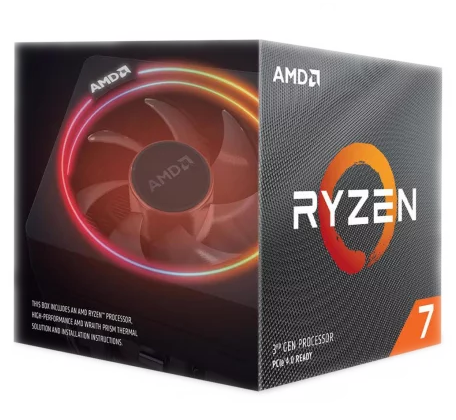 AMD
AMD
THIS BOX INCLUDES AN AMD RYZEN™ PROCESSOR,
HIGH-PERFORMANCE AMD WRAITH PRISM THERMAL
SOLUTION AND INSTALLATION INSTRUCTIONS
AMD
RYZEN
7
3RD GEN PROCESSOR
PCIe 4.0 READY